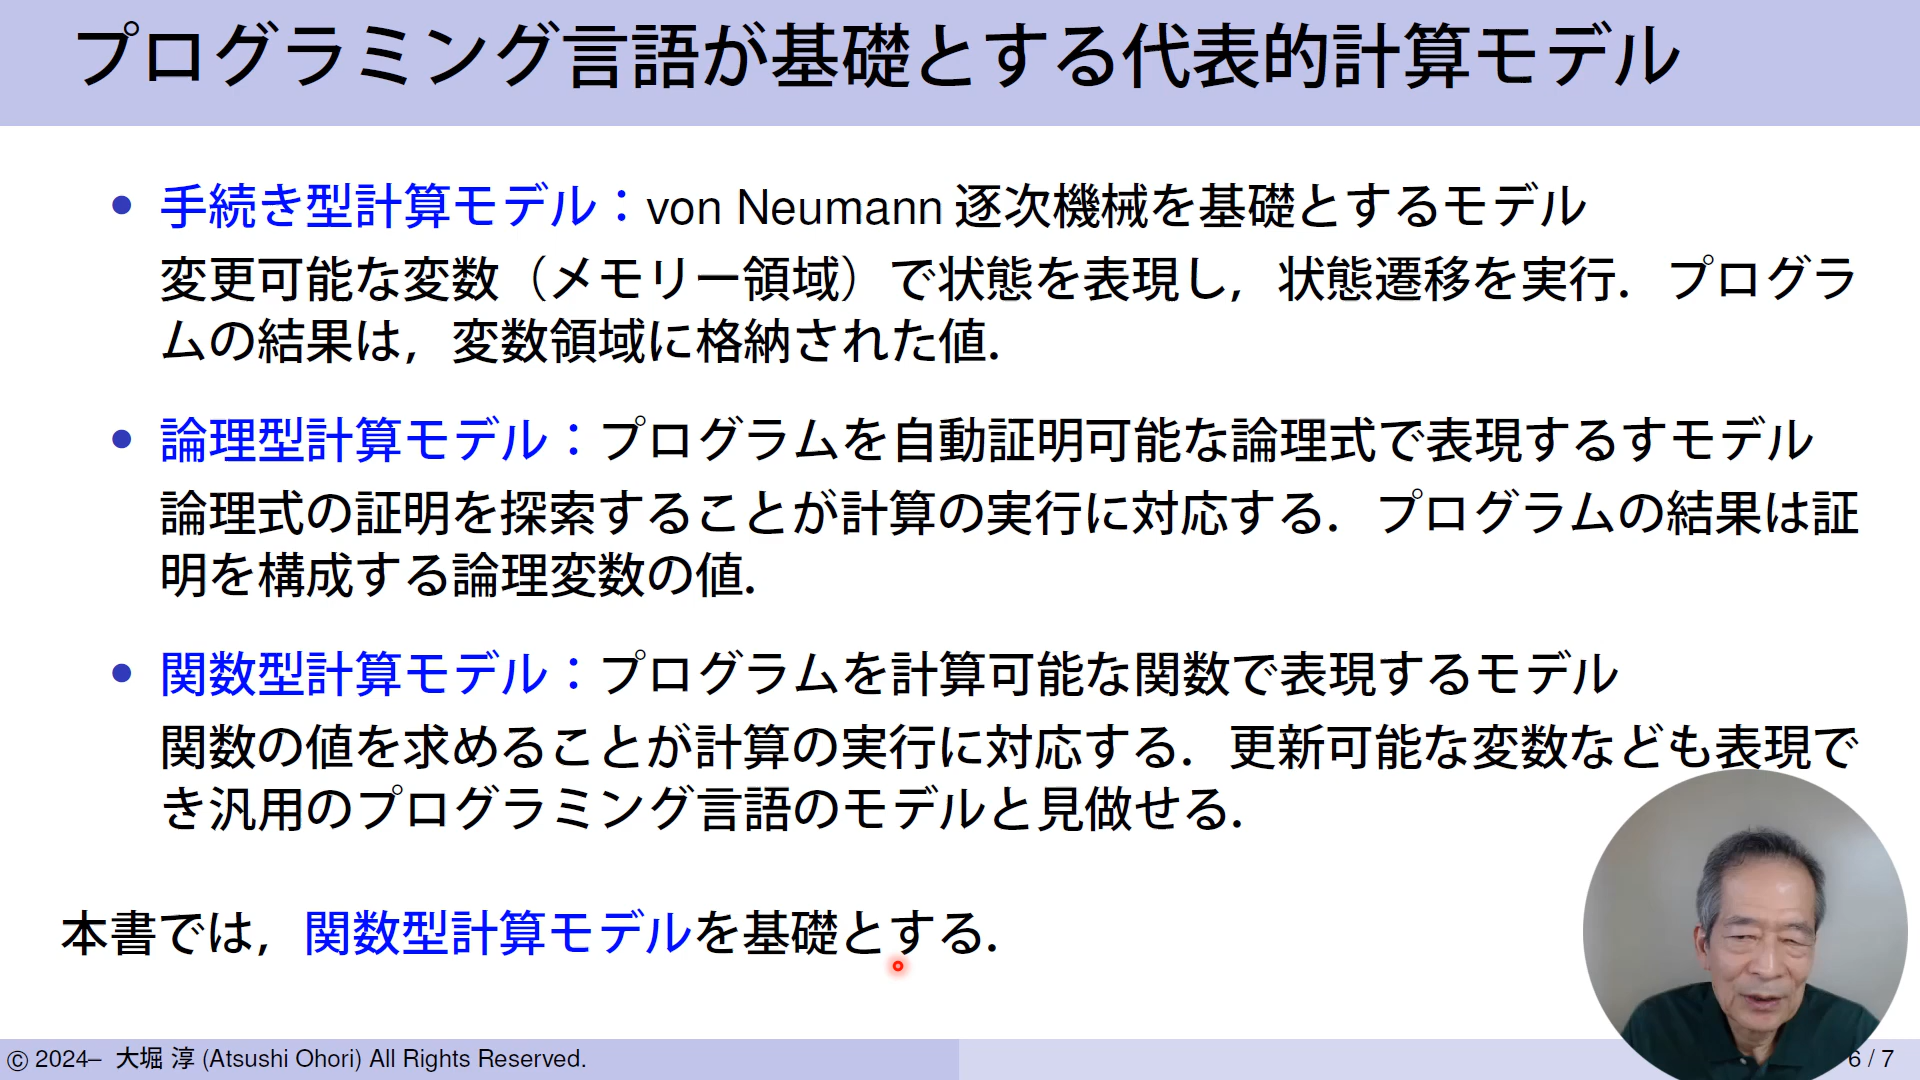 プログラミング言語が基礎とする代表的計算モデル
• 手続き型計算モデル：von Neumann 逐次機械を基礎とするモデル
変更可能な変数（メモリー領域）で状態を表現し，状態遷移を実行．プログラ
ムの結果は，変数領域に格納された値．
• 論理型計算モデル：プログラムを自動証明可能な論理式で表現するすモデル
論理式の証明を探索することが計算の実行に対応する．プログラムの結果は証
明を構成する論理変数の値．
• 関数型計算モデル：プログラムを計算可能な関数で表現するモデル
関数の値を求めることが計算の実行に対応する．更新可能な変数なども表現で
き汎用のプログラミング言語のモデルと見做せる．
本書では，関数型計算モデルを基礎とする．
© 2024– 大堀 淳 (Atsushi Ohori) All Rights Reserved.
6 / 7